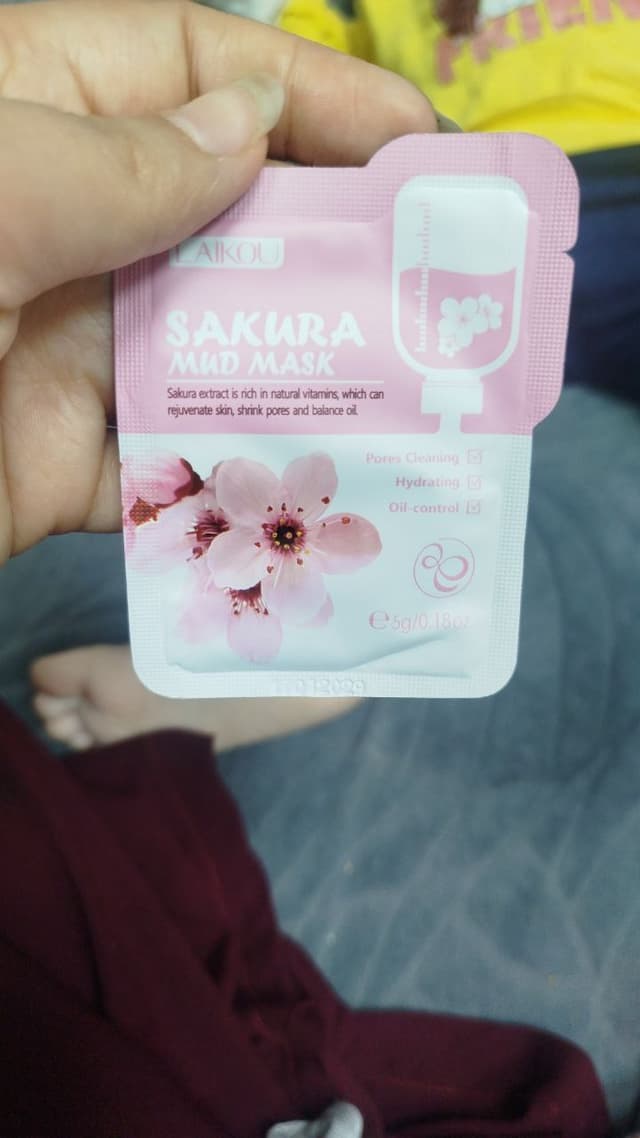 LAIKOU
SAKURA
MUD MASK
Sakura extract is rich in natural vitamins, which can
rejuvenate skin, shrink pores and balance oil.
Pores Cleaning ☑
Hydrating ☑
Oil-control ☑
℮ 5g/0.18oz